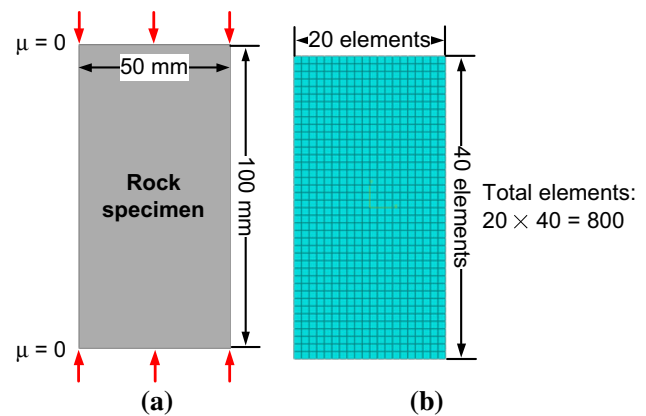 μ = 0
50 mm
100 mm
Rock
specimen
μ = 0
(a)
20 elements
40 elements
Total elements:
20 × 40 = 800
(b)